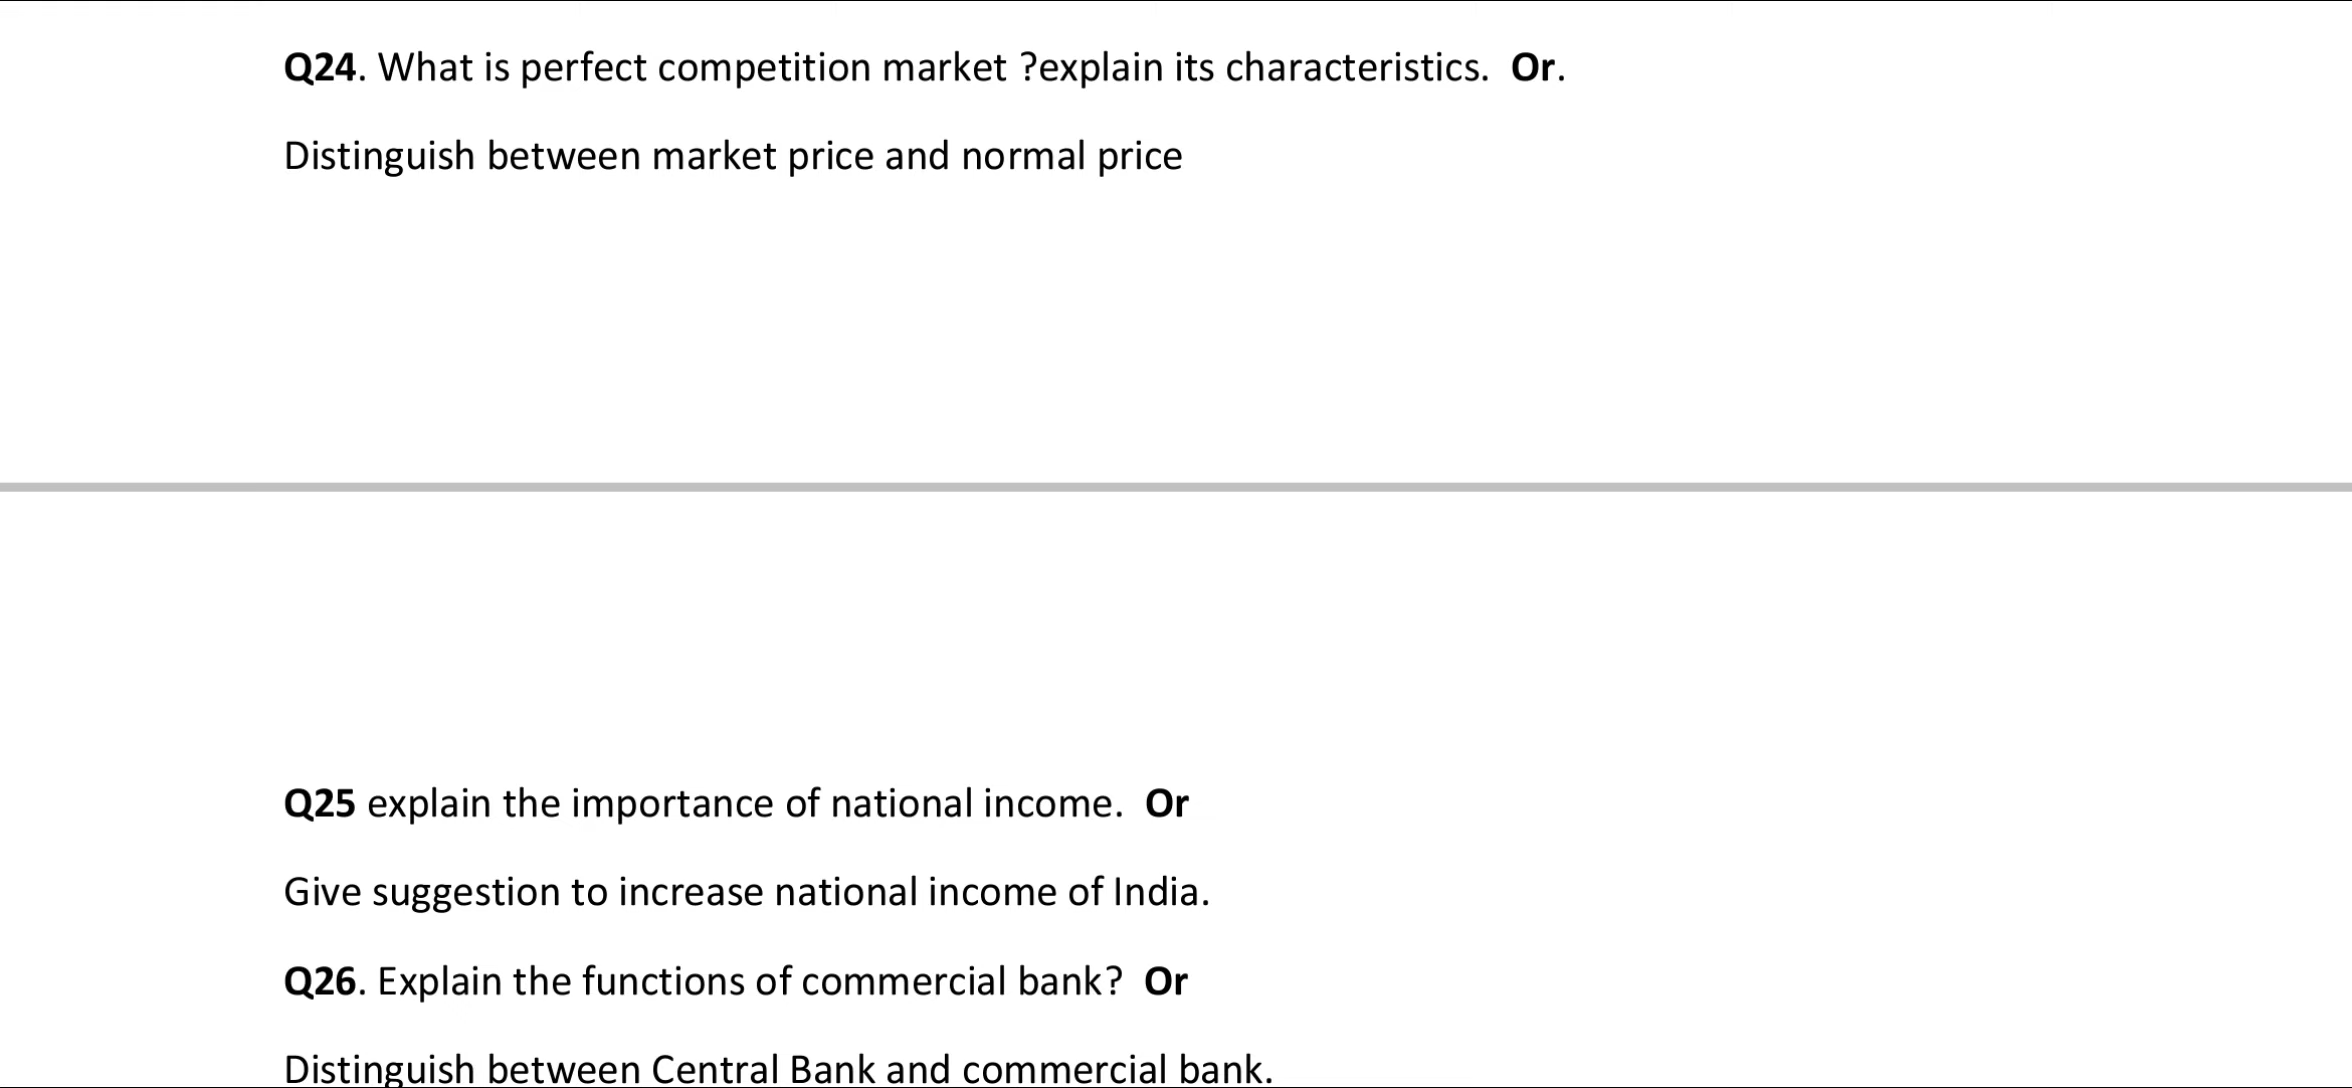 Q24. What is perfect competition market ?explain its characteristics.  Or.
Distinguish between market price and normal price
Q25 explain the importance of national income.  Or
Give suggestion to increase national income of India.
Q26. Explain the functions of commercial bank?  Or
Distinguish between Central Bank and commercial bank.